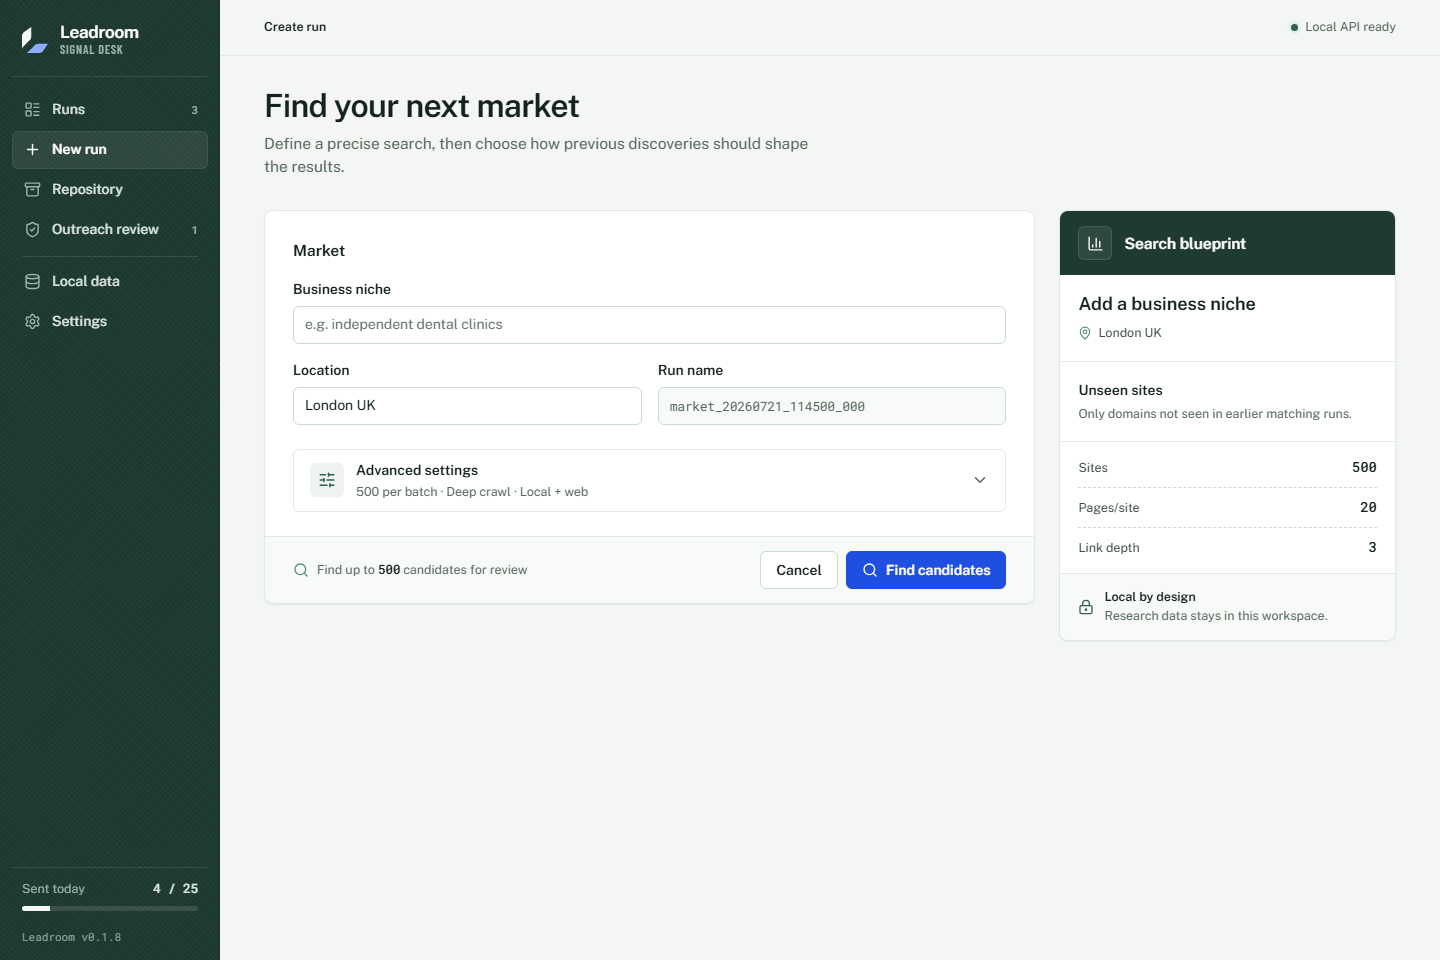 Leadroom
SIGNAL DESK
Runs 3
New run
Repository
Outreach review 1
Local data
Settings
Sent today 4 / 25
Leadroom v0.1.8
Create run
Local API ready
Find your next market
Define a precise search, then choose how previous discoveries should shape
the results.
Market
Business niche
e.g. independent dental clinics
Location
London UK
Run name
market_20260721_114500_000
Advanced settings
500 per batch · Deep crawl · Local + web
Find up to 500 candidates for review
Cancel
Find candidates
Search blueprint
Add a business niche
London UK
Unseen sites
Only domains not seen in earlier matching runs.
Sites 500
Pages/site 20
Link depth 3
Local by design
Research data stays in this workspace.